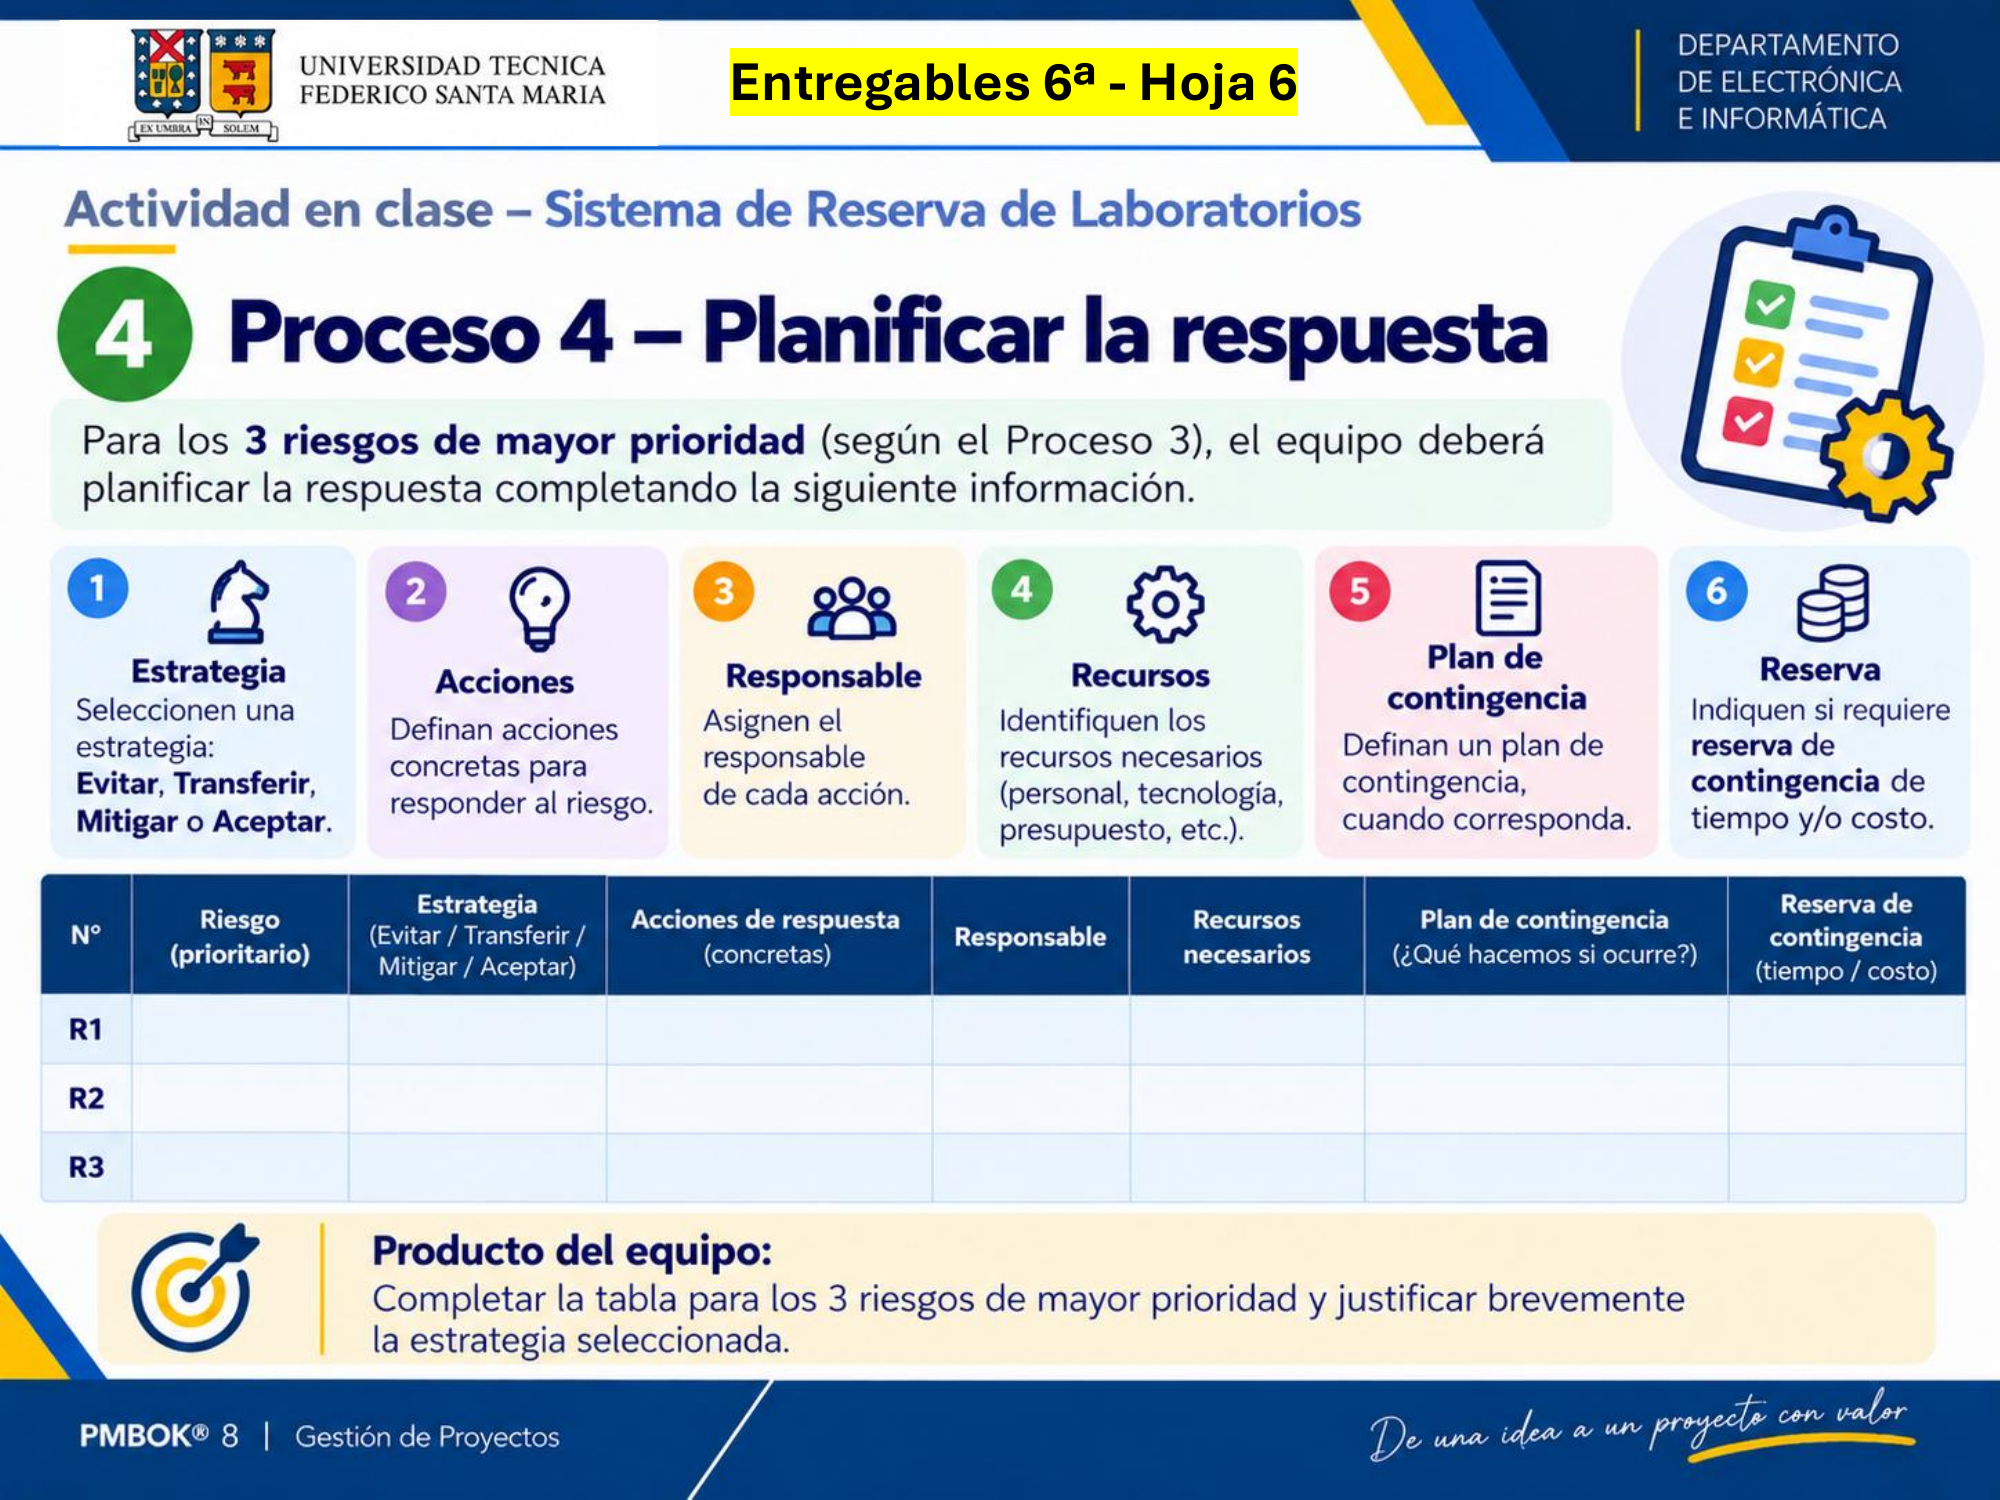 UNIVERSIDAD TECNICA
FEDERICO SANTA MARIA
EX UMBRA IN SOLEM
Entregables 6ª - Hoja 6
DEPARTAMENTO
DE ELECTRÓNICA
E INFORMÁTICA
Actividad en clase – Sistema de Reserva de Laboratorios
4 Proceso 4 – Planificar la respuesta
Para los 3 riesgos de mayor prioridad (según el Proceso 3), el equipo deberá
planificar la respuesta completando la siguiente información.
1
Estrategia
Seleccionen una
estrategia:
Evitar, Transferir,
Mitigar o Aceptar.
2
Acciones
Definan acciones
concretas para
responder al riesgo.
3
Responsable
Asignen el
responsable
de cada acción.
4
Recursos
Identifiquen los
recursos necesarios
(personal, tecnología,
presupuesto, etc.).
5
Plan de
contingencia
Definan un plan de
contingencia,
cuando corresponda.
6
Reserva
Indiquen si requiere
reserva de
contingencia de
tiempo y/o costo.
N°
Riesgo
(prioritario)
Estrategia
(Evitar / Transferir /
Mitigar / Aceptar)
Acciones de respuesta
(concretas)
Responsable
Recursos
necesarios
Plan de contingencia
(¿Qué hacemos si ocurre?)
Reserva de
contingencia
(tiempo / costo)
R1
R2
R3
Producto del equipo:
Completar la tabla para los 3 riesgos de mayor prioridad y justificar brevemente
la estrategia seleccionada.
PMBOK® 8 | Gestión de Proyectos
De una idea a un proyecto con valor